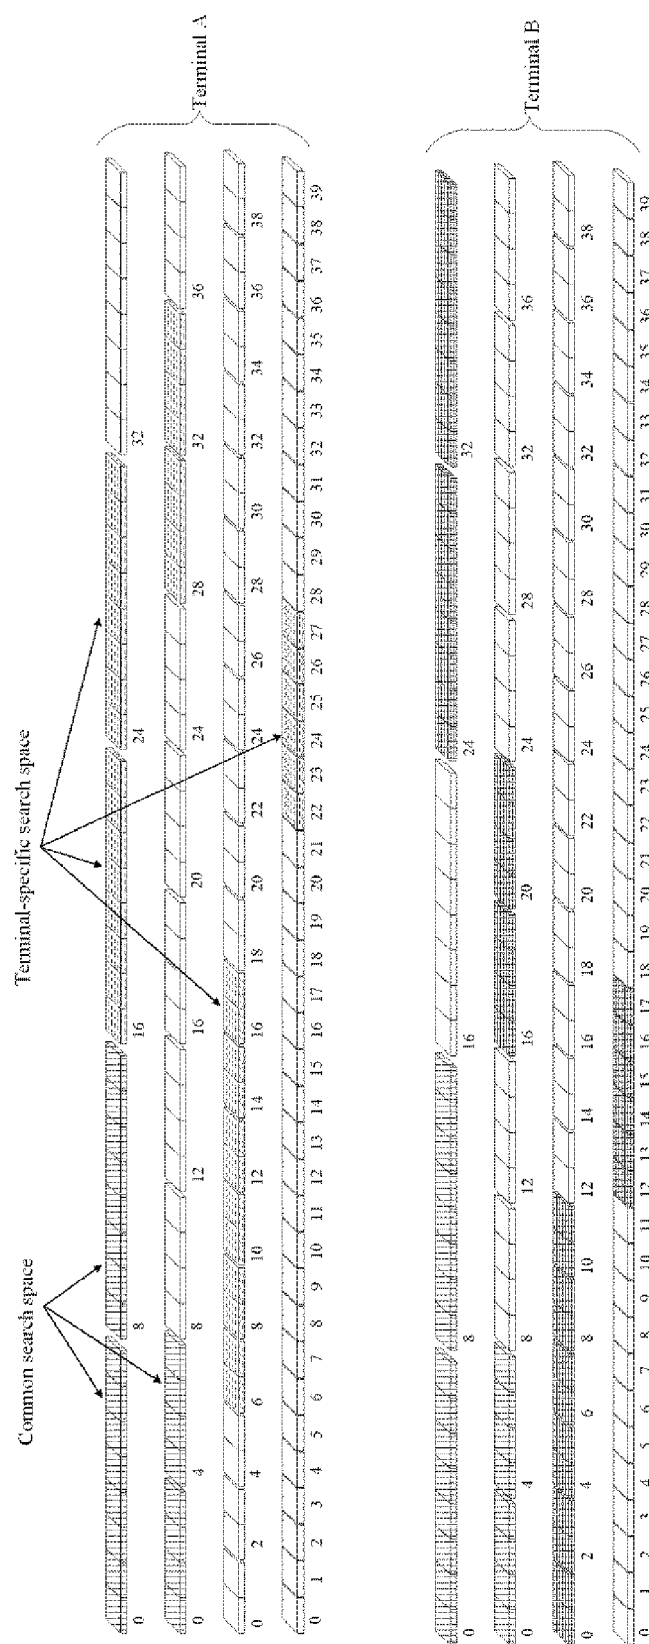 Common search space
Terminal-specific search space
0 8 16 24 32
0 4 8 12 16 20 24 28 32 36
0 2 4 6 8 10 12 14 16 18 20 22 24 26 28 30 32 34 36 38
0 1 2 3 4 5 6 7 8 9 10 11 12 13 14 15 16 17 18 19 20 21 22 23 24 25 26 27 28 29 30 31 32 33 34 35 36 37 38 39
Terminal A
0 8 16 24 32
0 4 8 12 16 20 24 28 32 36
0 2 4 6 8 10 12 14 16 18 20 22 24 26 28 30 32 34 36 38
0 1 2 3 4 5 6 7 8 9 10 11 12 13 14 15 16 17 18 19 20 21 22 23 24 25 26 27 28 29 30 31 32 33 34 35 36 37 38 39
Terminal B